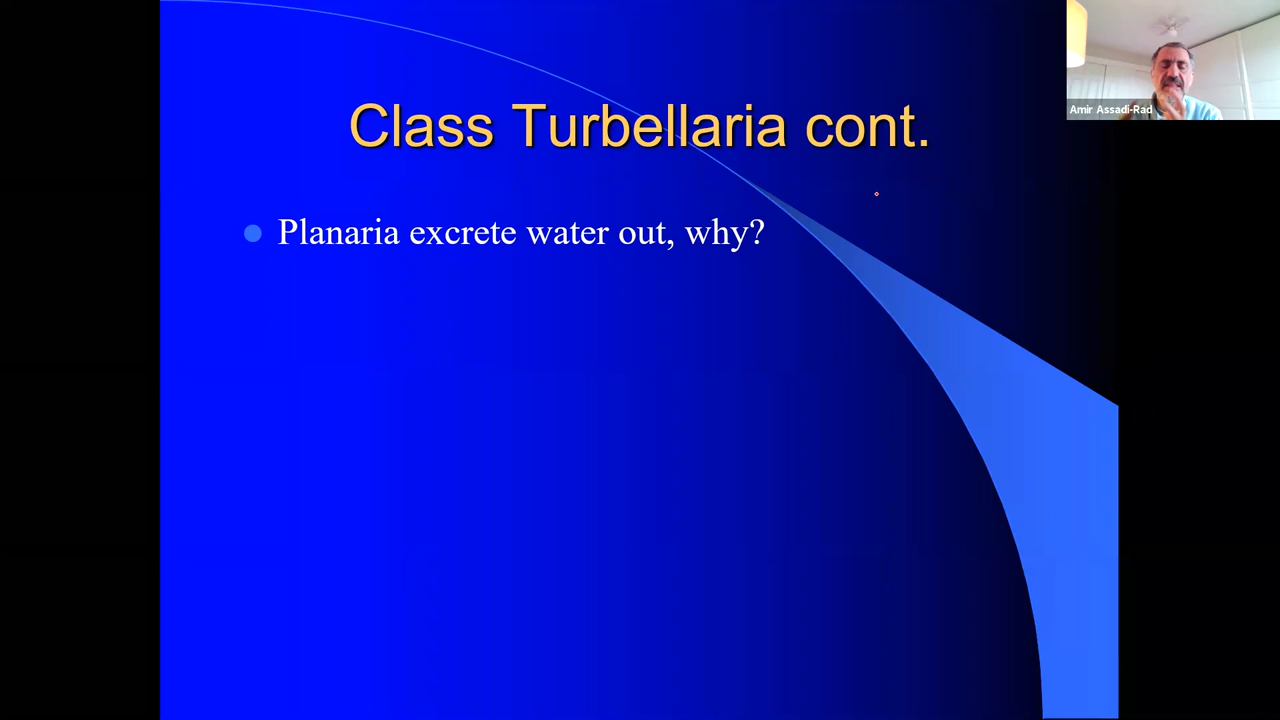 Class Turbellaria cont.
Amir Assadi-Rad
Planaria excrete water out, why?